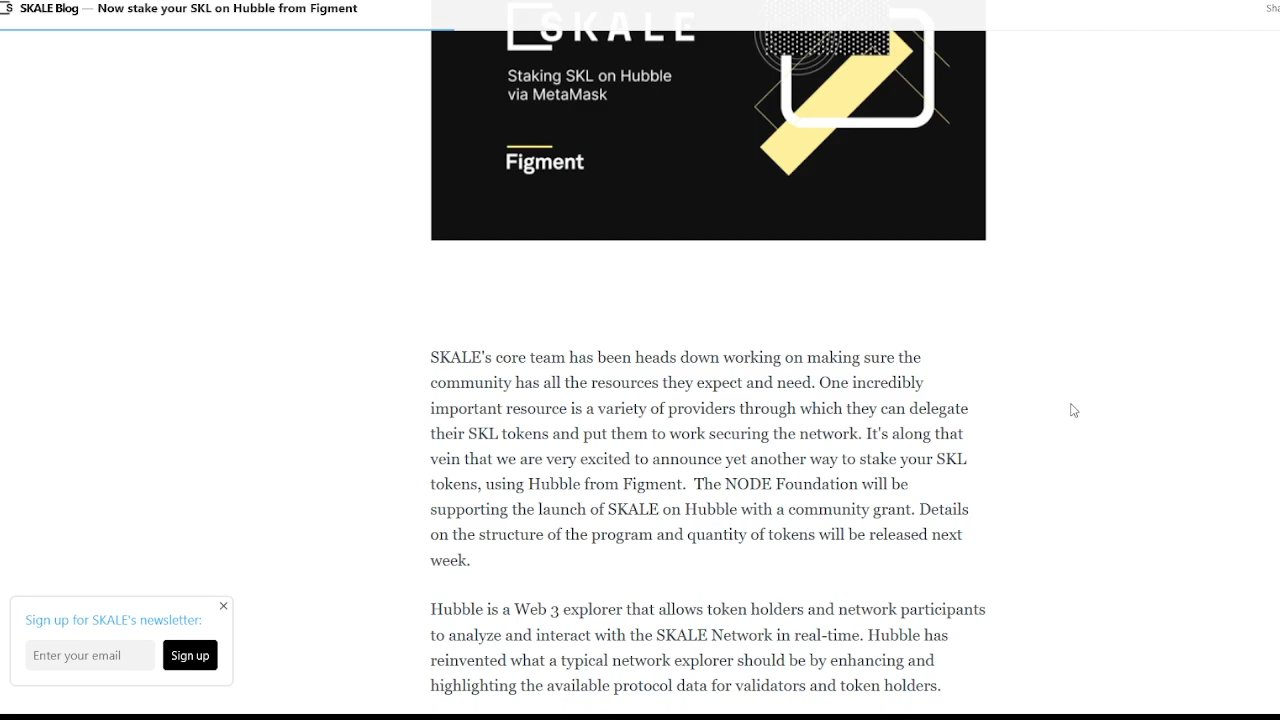 SKALE Blog — Now stake your SKL on Hubble from Figment
SKALE
Staking SKL on Hubble
via MetaMask
Figment
SKALE's core team has been heads down working on making sure the
community has all the resources they expect and need. One incredibly
important resource is a variety of providers through which they can delegate
their SKL tokens and put them to work securing the network. It's along that
vein that we are very excited to announce yet another way to stake your SKL
tokens, using Hubble from Figment.  The NODE Foundation will be
supporting the launch of SKALE on Hubble with a community grant. Details
on the structure of the program and quantity of tokens will be released next
week.
Hubble is a Web 3 explorer that allows token holders and network participants
to analyze and interact with the SKALE Network in real-time. Hubble has
reinvented what a typical network explorer should be by enhancing and
highlighting the available protocol data for validators and token holders.
Sign up for SKALE's newsletter:
Enter your email
Sign up